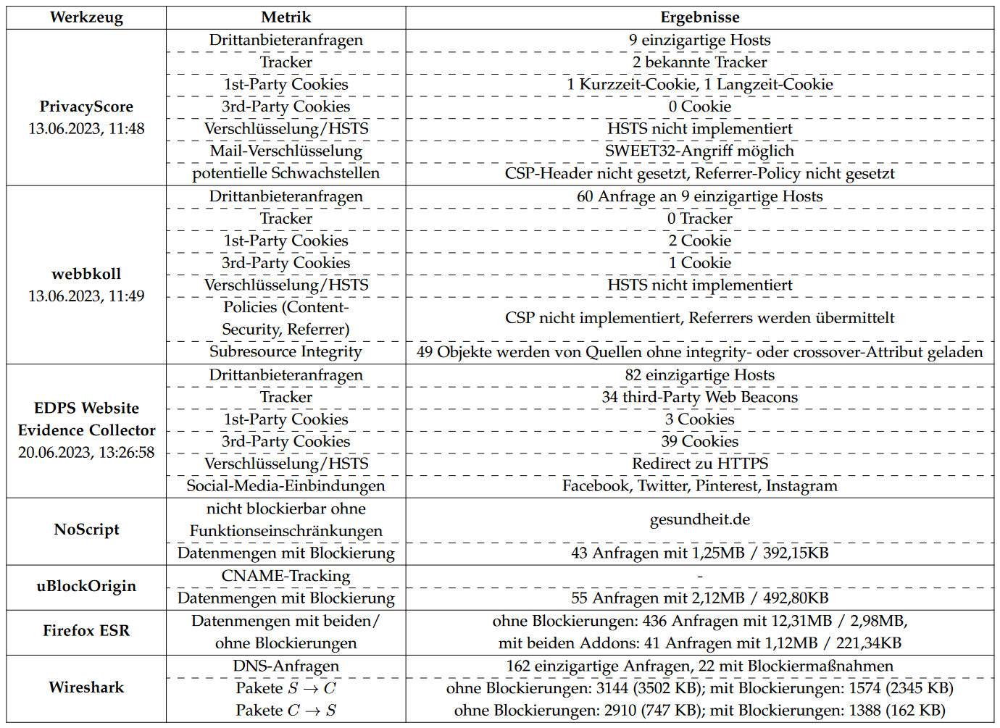 Werkzeug Metrik Ergebnisse
PrivacyScore
13.06.2023, 11:48
Drittanbieteranfragen 9 einzigartige Hosts
Tracker 2 bekannte Tracker
1st-Party Cookies 1 Kurzzeit-Cookie, 1 Langzeit-Cookie
3rd-Party Cookies 0 Cookie
Verschlüsselung/HSTS HSTS nicht implementiert
Mail-Verschlüsselung SWEET32-Angriff möglich
potentielle Schwachstellen CSP-Header nicht gesetzt, Referrer-Policy nicht gesetzt
webbkoll
13.06.2023, 11:49
Drittanbieteranfragen 60 Anfrage an 9 einzigartige Hosts
Tracker 0 Tracker
1st-Party Cookies 2 Cookie
3rd-Party Cookies 1 Cookie
Verschlüsselung/HSTS HSTS nicht implementiert
Policies (Content-
Security, Referrer)
CSP nicht implementiert, Referrers werden übermittelt
Subresource Integrity 49 Objekte werden von Quellen ohne integrity- oder crossover-Attribut geladen
EDPS Website
Evidence Collector
20.06.2023, 13:26:58
Drittanbieteranfragen 82 einzigartige Hosts
Tracker 34 third-Party Web Beacons
1st-Party Cookies 3 Cookies
3rd-Party Cookies 39 Cookies
Verschlüsselung/HSTS Redirect zu HTTPS
Social-Media-Einbindungen Facebook, Twitter, Pinterest, Instagram
NoScript
nicht blockierbar ohne
Funktionseinschränkungen
gesundheit.de
Datenmengen mit Blockierung 43 Anfragen mit 1,25MB / 392,15KB
uBlockOrigin
CNAME-Tracking -
Datenmengen mit Blockierung 55 Anfragen mit 2,12MB / 492,80KB
Firefox ESR
Datenmengen mit beiden/
ohne Blockierungen
ohne Blockierungen: 436 Anfragen mit 12,31MB / 2,98MB,
mit beiden Addons: 41 Anfragen mit 1,12MB / 221,34KB
Wireshark
DNS-Anfragen 162 einzigartige Anfragen, 22 mit Blockiermaßnahmen
Pakete S → C ohne Blockierungen: 3144 (3502 KB); mit Blockierungen: 1574 (2345 KB)
Pakete C → S ohne Blockierungen: 2910 (747 KB); mit Blockierungen: 1388 (162 KB)